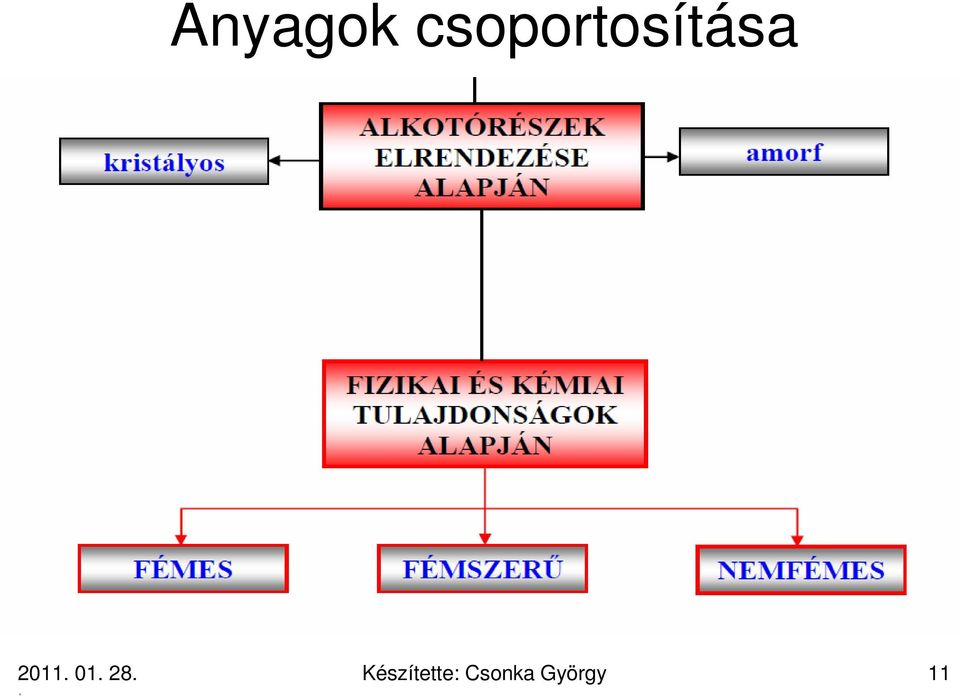 Anyagok csoportosítása
ALKOTÓRÉSZEK
ELRENDEZÉSE
ALAPJÁN
kristályos
amorf
FIZIKAI ÉS KÉMIAI
TULAJDONSÁGOK
ALAPJÁN
FÉMES
FÉMSZERŰ
NEMFÉMES
2011. 01. 28.
Készítette: Csonka György
11
.